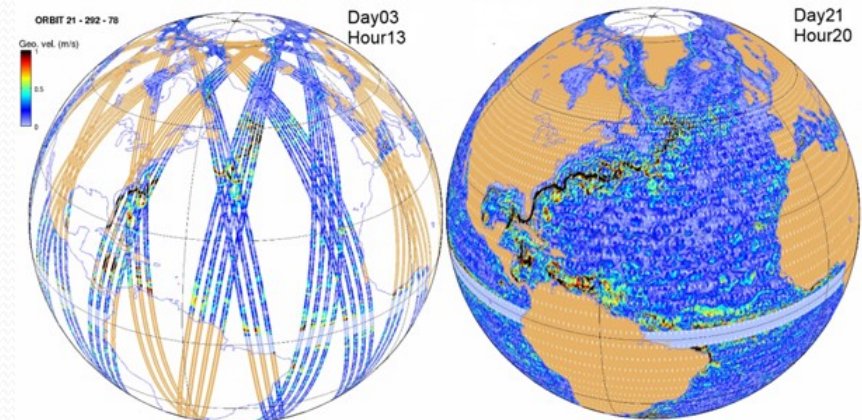 ORBIT 21 - 292 - 78
Geo. vel. (m/s)
1
0.5
0
Day03
Hour13
Day21
Hour20